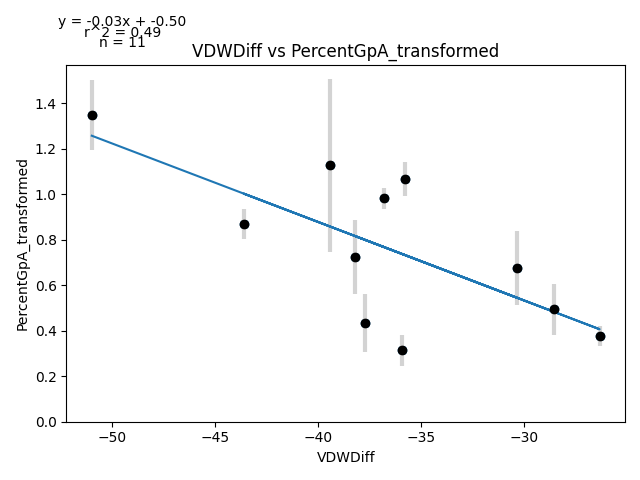 y = -0.03x + -0.50
r^2 = 0.49
n = 11
VDWDiff vs PercentGpA_transformed
PercentGpA_transformed
1.4
1.2
1.0
0.8
0.6
0.4
0.2
0.0
−50
−45
−40
−35
−30
VDWDiff